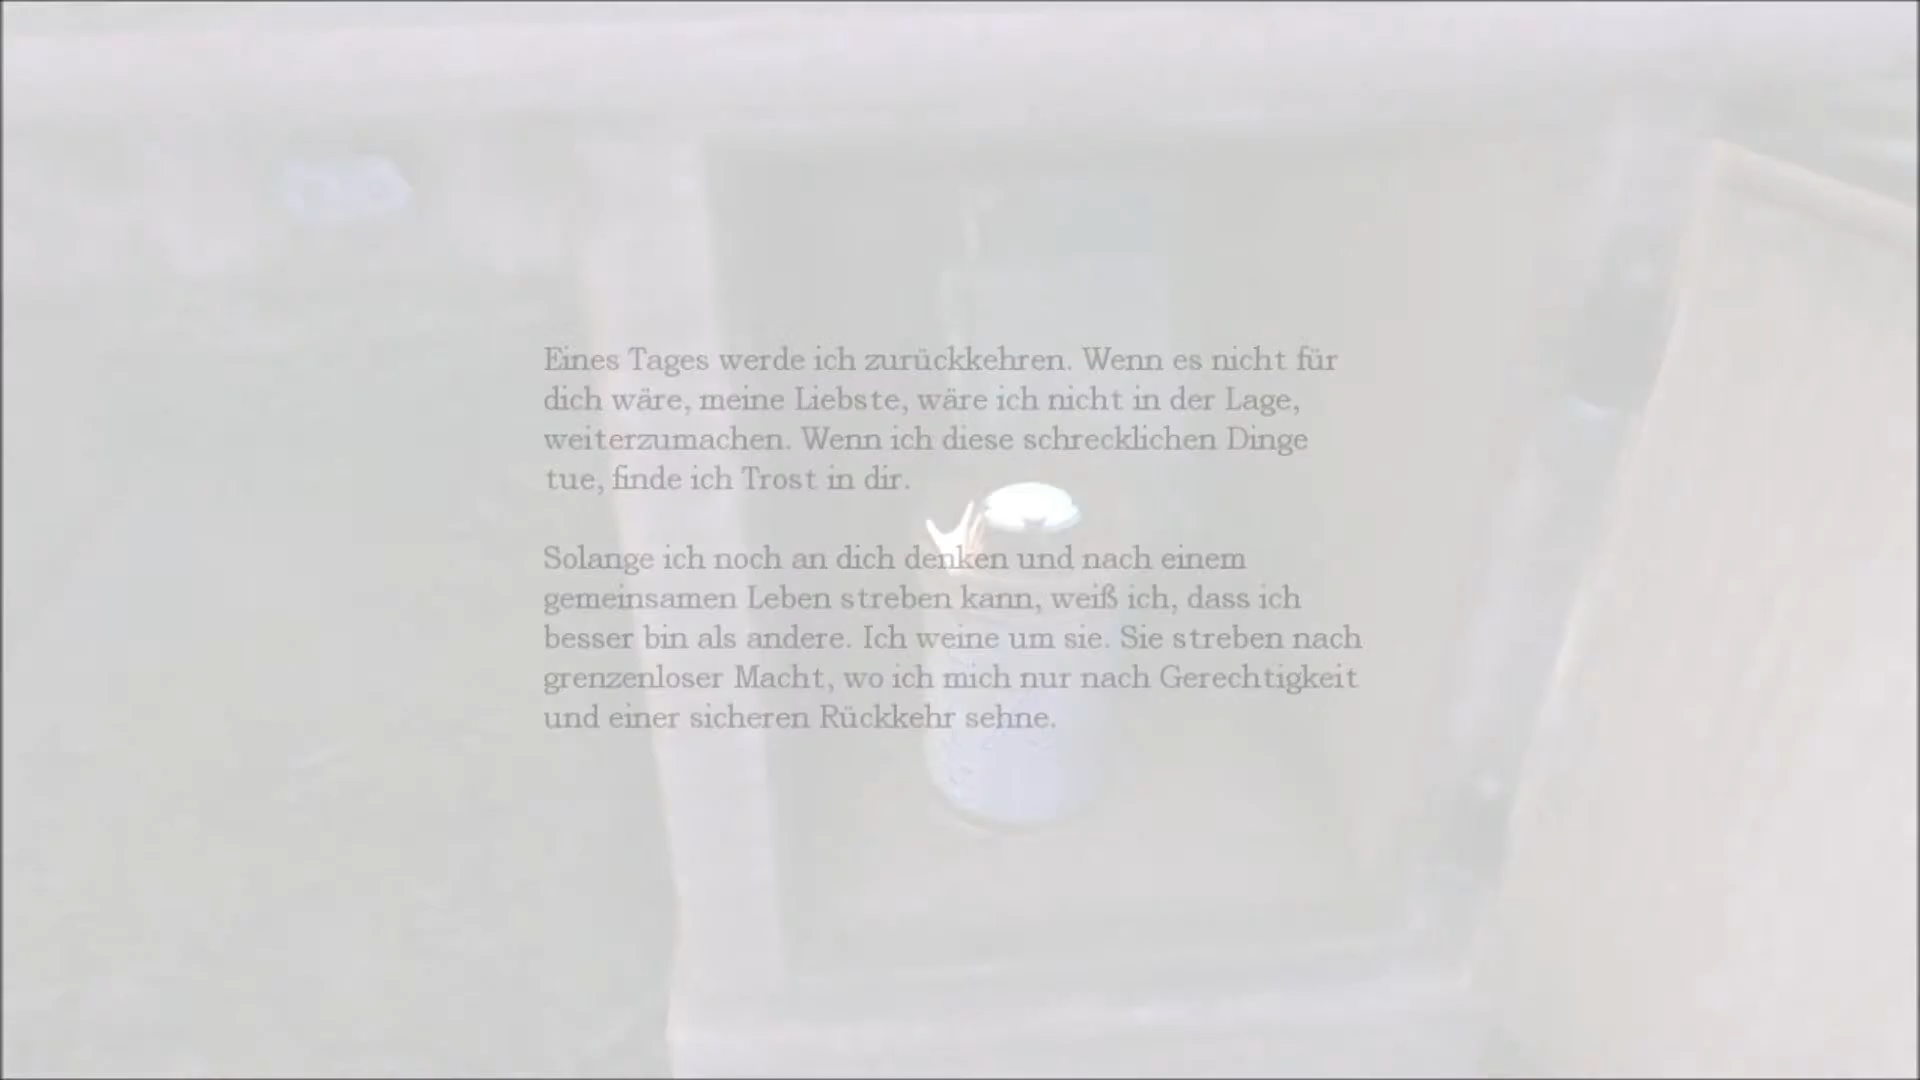 Eines Tages werde ich zurückkehren. Wenn es nicht für
dich wäre, meine Liebste, wäre ich nicht in der Lage,
weiterzumachen. Wenn ich diese schrecklichen Dinge
tue, finde ich Trost in dir.
Solange ich noch an dich denken und nach einem
gemeinsamen Leben streben kann, weiß ich, dass ich
besser bin als andere. Ich weine um sie. Sie streben nach
grenzenloser Macht, wo ich mich nur nach Gerechtigkeit
und einer sicheren Rückkehr sehne.